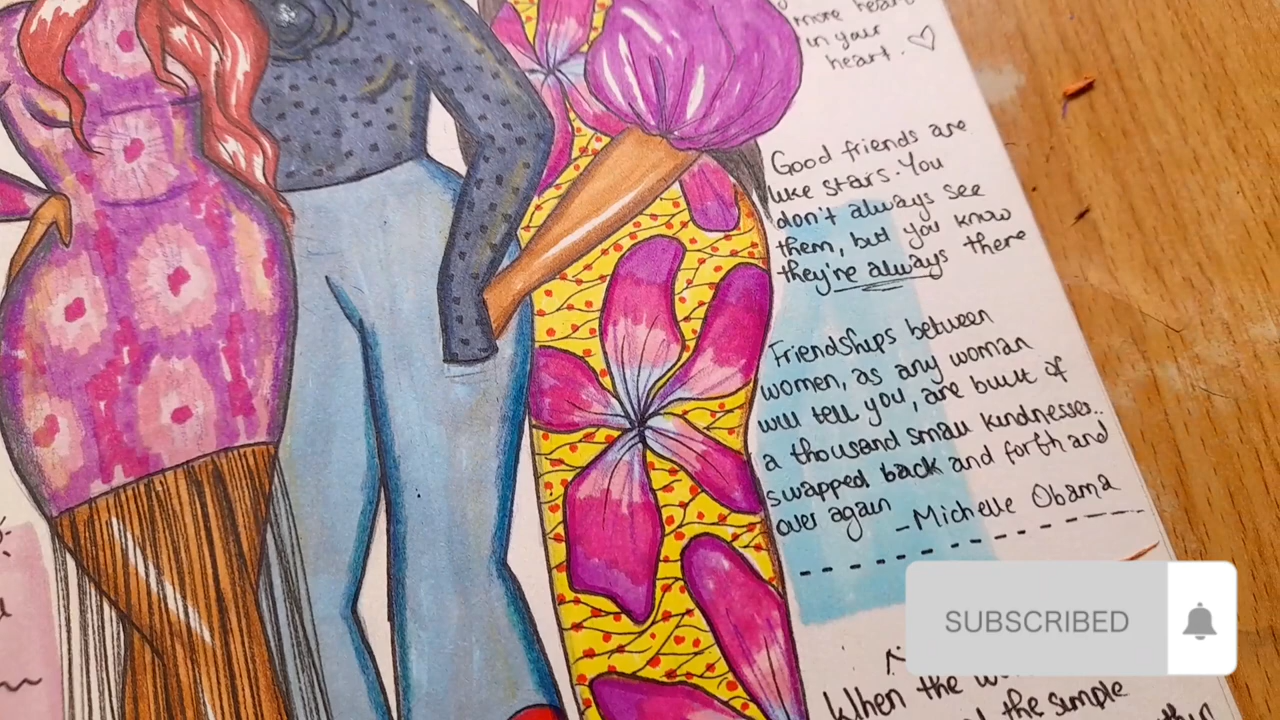 more heart
in your
heart. ♡
Good friends are
like stars. You
don't always see
them, but you know
they're always there
Friendships between
women, as any woman
will tell you, are built of
a thousand small kindnesses..
swapped back and forth and
over again
- Michelle Obama
SUBSCRIBED
When the
the simple